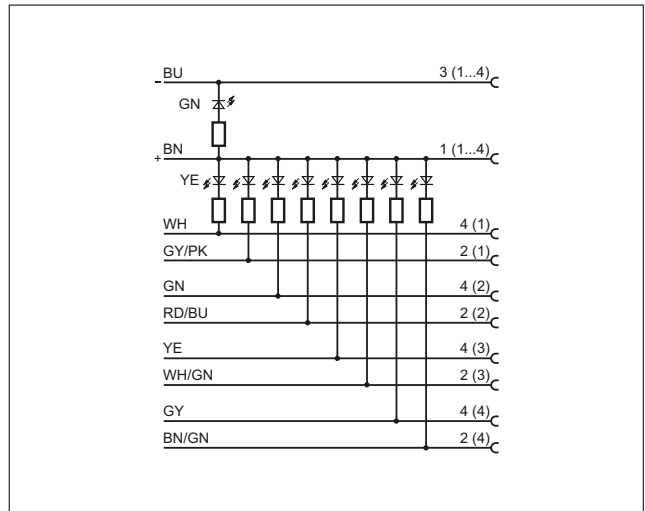 - BU 3 (1...4)
GN
+ BN 1 (1...4)
YE
WH 4 (1)
GY/PK 2 (1)
GN 4 (2)
RD/BU 2 (2)
YE 4 (3)
WH/GN 2 (3)
GY 4 (4)
BN/GN 2 (4)